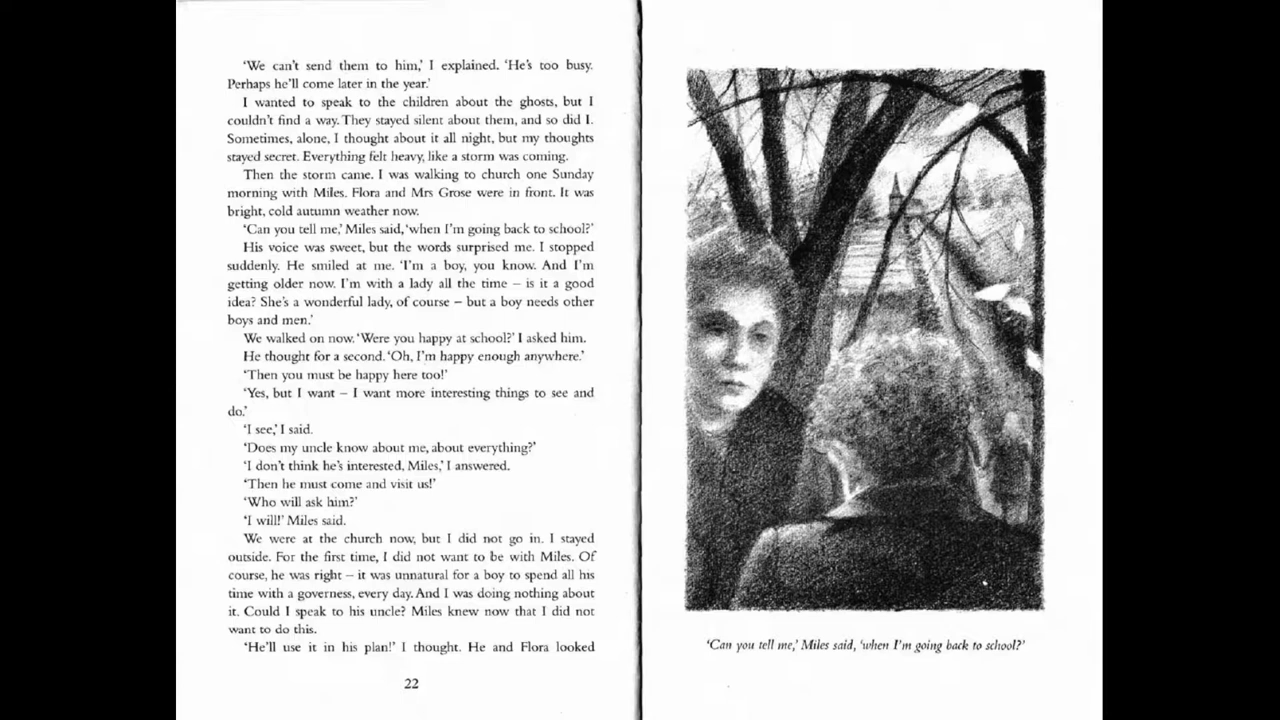 ‘We can’t send them to him,’ I explained. ‘He’s too busy.
Perhaps he’ll come later in the year.’
I wanted to speak to the children about the ghosts, but I
couldn’t find a way. They stayed silent about them, and so did I.
Sometimes, alone, I thought about it all night, but my thoughts
stayed secret. Everything felt heavy, like a storm was coming.
Then the storm came. I was walking to church one Sunday
morning with Miles. Flora and Mrs Grose were in front. It was
bright, cold autumn weather now.
‘Can you tell me,’ Miles said, ‘when I’m going back to school?’
His voice was sweet, but the words surprised me. I stopped
suddenly. He smiled at me. ‘I’m a boy, you know. And I’m
getting older now. I’m with a lady all the time – is it a good
idea? She’s a wonderful lady, of course – but a boy needs other
boys and men.’
We walked on now. ‘Were you happy at school?’ I asked him.
He thought for a second. ‘Oh, I’m happy enough anywhere.’
‘Then you must be happy here too!’
‘Yes, but I want – I want more interesting things to see and
do.’
‘I see,’ I said.
‘Does my uncle know about me, about everything?’
‘I don’t think he’s interested, Miles,’ I answered.
‘Then he must come and visit us!’
‘Who will ask him?’
‘I will!’ Miles said.
We were at the church now, but I did not go in. I stayed
outside. For the first time, I did not want to be with Miles. Of
course, he was right – it was unnatural for a boy to spend all his
time with a governess, every day. And I was doing nothing about
it. Could I speak to his uncle? Miles knew now that I did not
want to do this.
‘He’ll use it in his plan!’ I thought. He and Flora looked
22
‘Can you tell me,’ Miles said, ‘when I’m going back to school?’